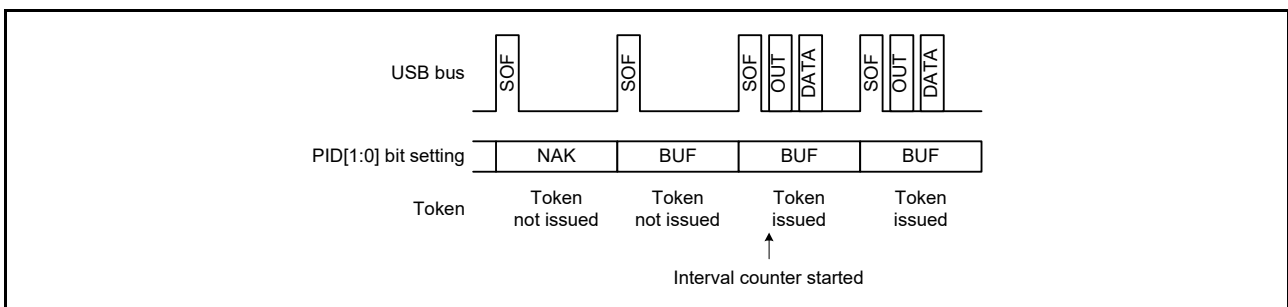 USB bus
SOF
SOF
SOF
OUT
DATA
SOF
OUT
DATA
PID[1:0] bit setting
NAK
BUF
BUF
BUF
Token
Token
not issued
Token
not issued
Token
issued
Token
issued
Interval counter started